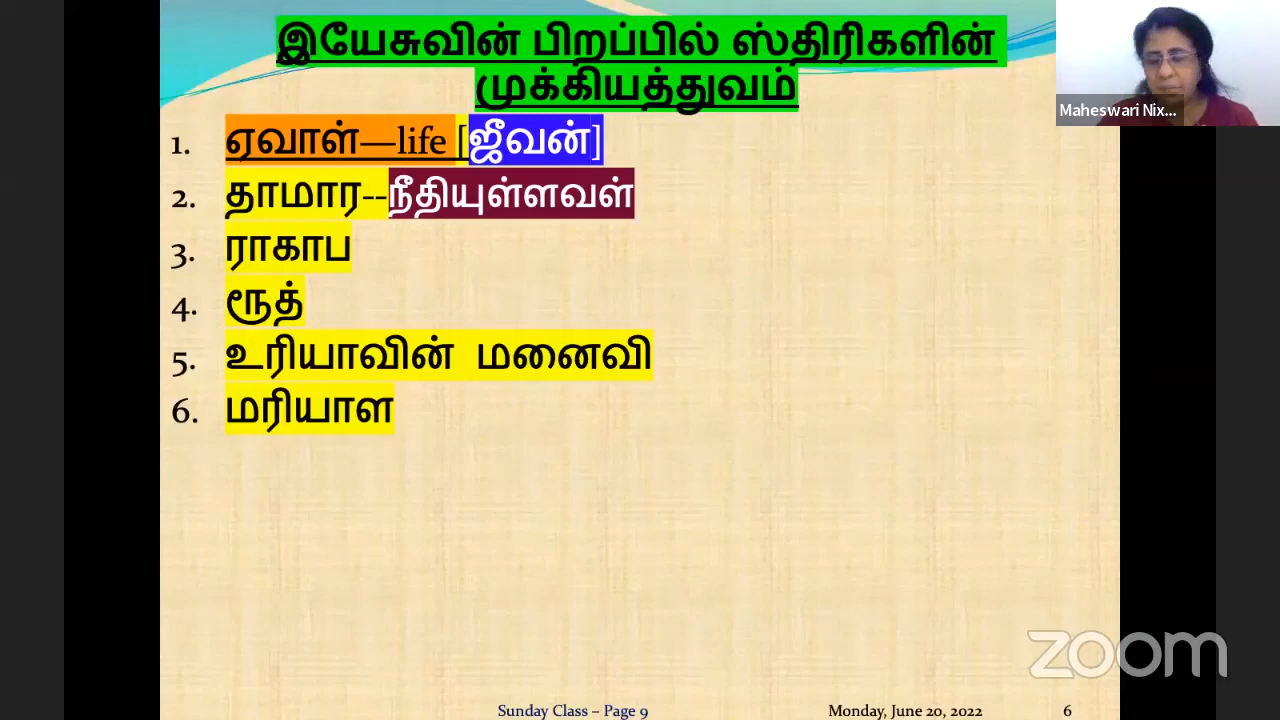 இயேசுவின் பிறப்பில் ஸ்திரிகளின்
முக்கியத்துவம்
Maheswari Nix...
1. ஏவாள்—life [ஜீவன்]
2. தாமார--நீதியுள்ளவள்
3. ராகாப
4. ரூத்
5. உரியாவின் மனைவி
6. மரியாள
zoom
Sunday Class – Page 9 Monday, June 20, 2022 6